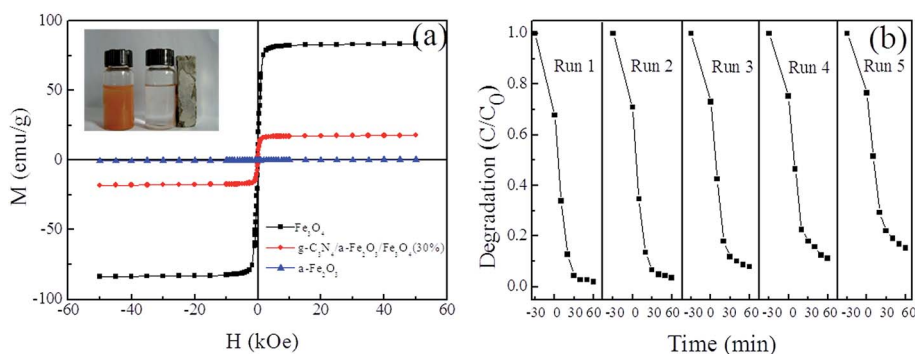 (a)
M (emu/g)
100
50
0
-50
-100
Fe3O4
g-C3N4/a-Fe2O3/Fe3O4(30%)
a-Fe2O3
-60 -40 -20 0 20 40 60
H (kOe)
(b)
Degradation (C/C0)
1.0
0.8
0.6
0.4
0.2
0.0
Run 1 Run 2 Run 3 Run 4 Run 5
-30 0 30 60 -30 0 30 60 -30 0 30 60 -30 0 30 60 -30 0 30 60
Time (min)